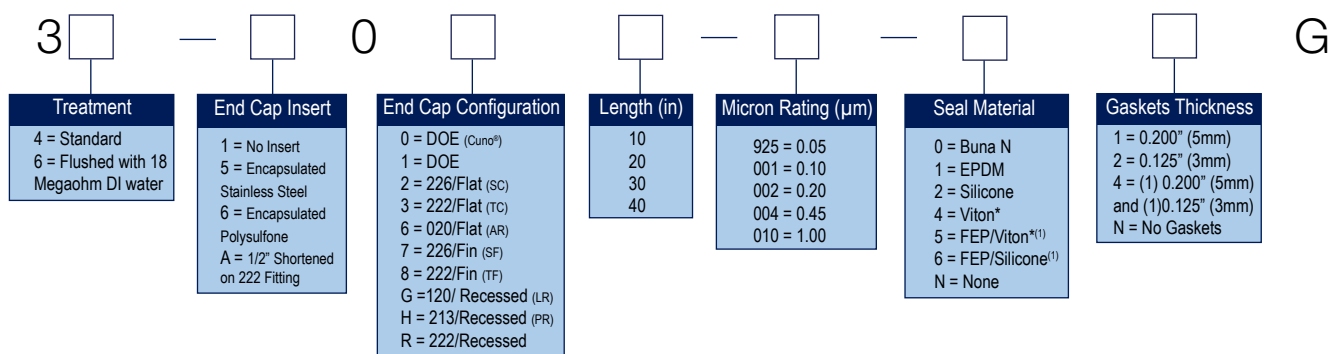 3 — 0 — — G
Treatment
4 = Standard
6 = Flushed with 18
Megaohm DI water
End Cap Insert
1 = No Insert
5 = Encapsulated
Stainless Steel
6 = Encapsulated
Polysulfone
A = 1/2” Shortened
on 222 Fitting
End Cap Configuration
0 = DOE (Cuno®)
1 = DOE
2 = 226/Flat (SC)
3 = 222/Flat (TC)
6 = 020/Flat (AR)
7 = 226/Fin (SF)
8 = 222/Fin (TF)
G =120/ Recessed (LR)
H = 213/Recessed (PR)
R = 222/Recessed
Length (in)
10
20
30
40
Micron Rating (µm)
925 = 0.05
001 = 0.10
002 = 0.20
004 = 0.45
010 = 1.00
Seal Material
0 = Buna N
1 = EPDM
2 = Silicone
4 = Viton*
5 = FEP/Viton*(1)
6 = FEP/Silicone(1)
N = None
Gaskets Thickness
1 = 0.200” (5mm)
2 = 0.125” (3mm)
4 = (1) 0.200” (5mm)
and (1)0.125” (3mm)
N = No Gaskets